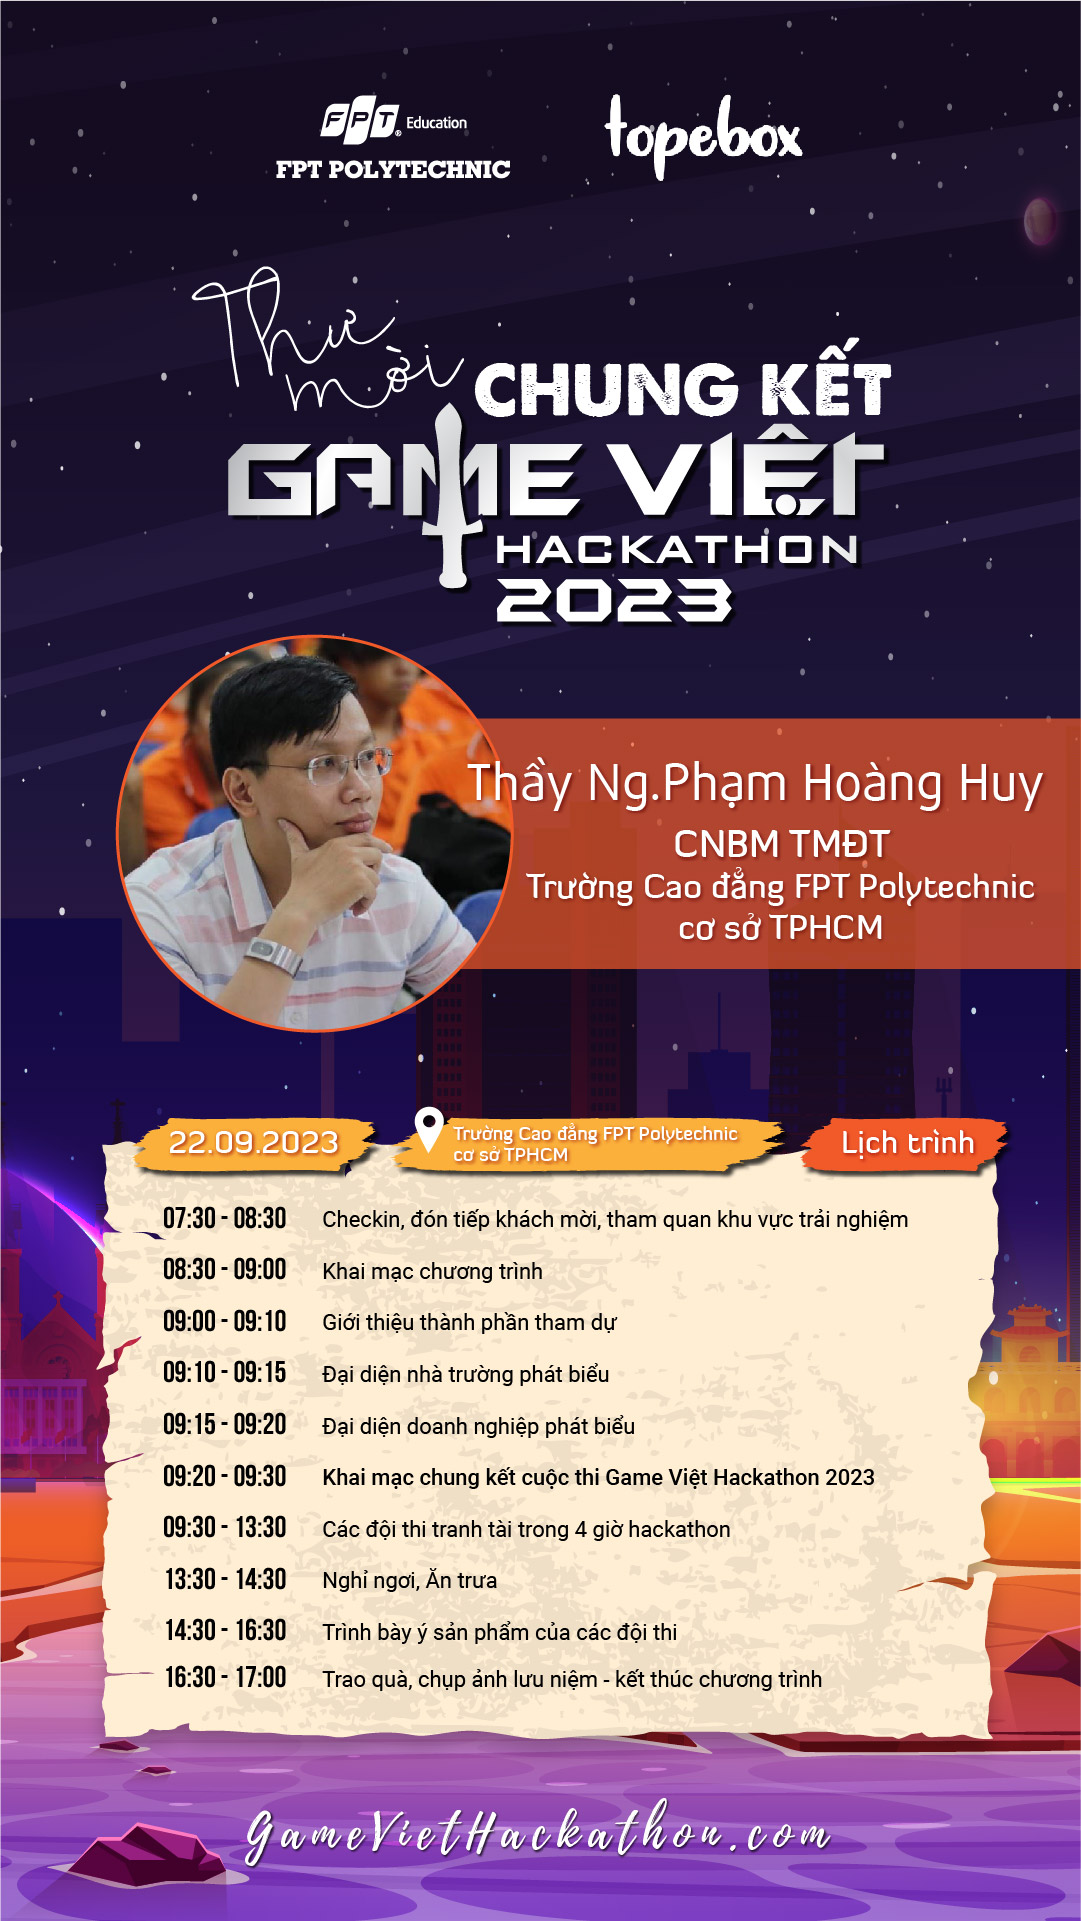 FPT Education
FPT POLYTECHNIC
topebox
Thư mời
CHUNG KẾT
GAME VIỆT
HACKATHON
2023
Thầy Ng.Phạm Hoàng Huy
CNBM TMĐT
Trường Cao đẳng FPT Polytechnic
cơ sở TPHCM
22.09.2023
Trường Cao đẳng FPT Polytechnic
cơ sở TPHCM
Lịch trình
07:30 - 08:30 Checkin, đón tiếp khách mời, tham quan khu vực trải nghiệm
08:30 - 09:00 Khai mạc chương trình
09:00 - 09:10 Giới thiệu thành phần tham dự
09:10 - 09:15 Đại diện nhà trường phát biểu
09:15 - 09:20 Đại diện doanh nghiệp phát biểu
09:20 - 09:30 Khai mạc chung kết cuộc thi Game Việt Hackathon 2023
09:30 - 13:30 Các đội thi tranh tài trong 4 giờ hackathon
13:30 - 14:30 Nghỉ ngơi, Ăn trưa
14:30 - 16:30 Trình bày ý sản phẩm của các đội thi
16:30 - 17:00 Trao quà, chụp ảnh lưu niệm - kết thúc chương trình
GameVietHackathon.com